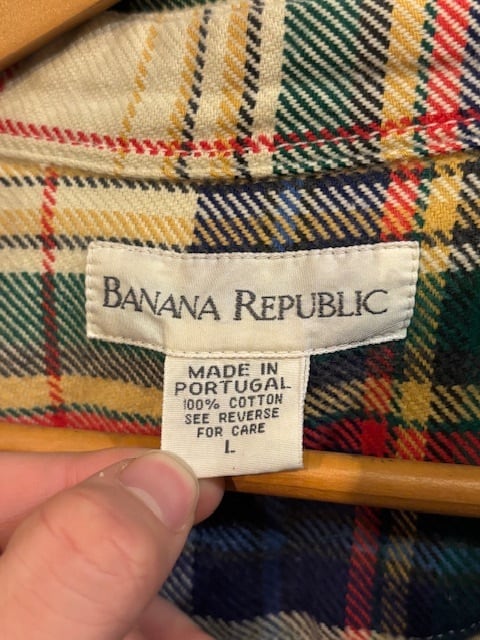 BANANA REPUBLIC
MADE IN
PORTUGAL
100% COTTON
SEE REVERSE
FOR CARE
L